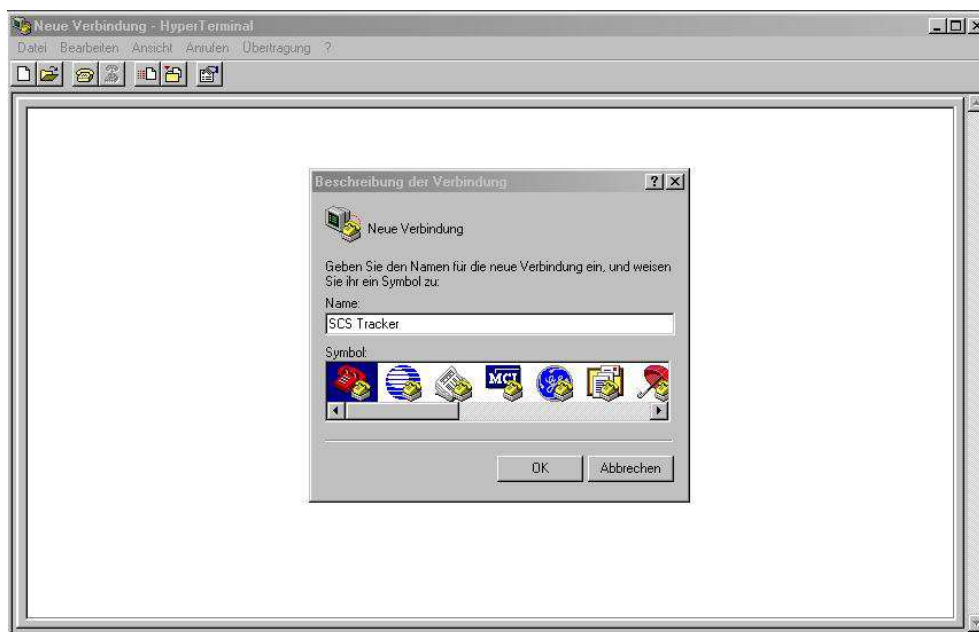 Neue Verbindung - HyperTerminal
Datei Bearbeiten Ansicht Anrufen Übertragung ?
Beschreibung der Verbindung
Neue Verbindung
Geben Sie den Namen für die neue Verbindung ein, und weisen
Sie ihr ein Symbol zu:
Name:
SCS Tracker
Symbol:
MCI
OK Abbrechen